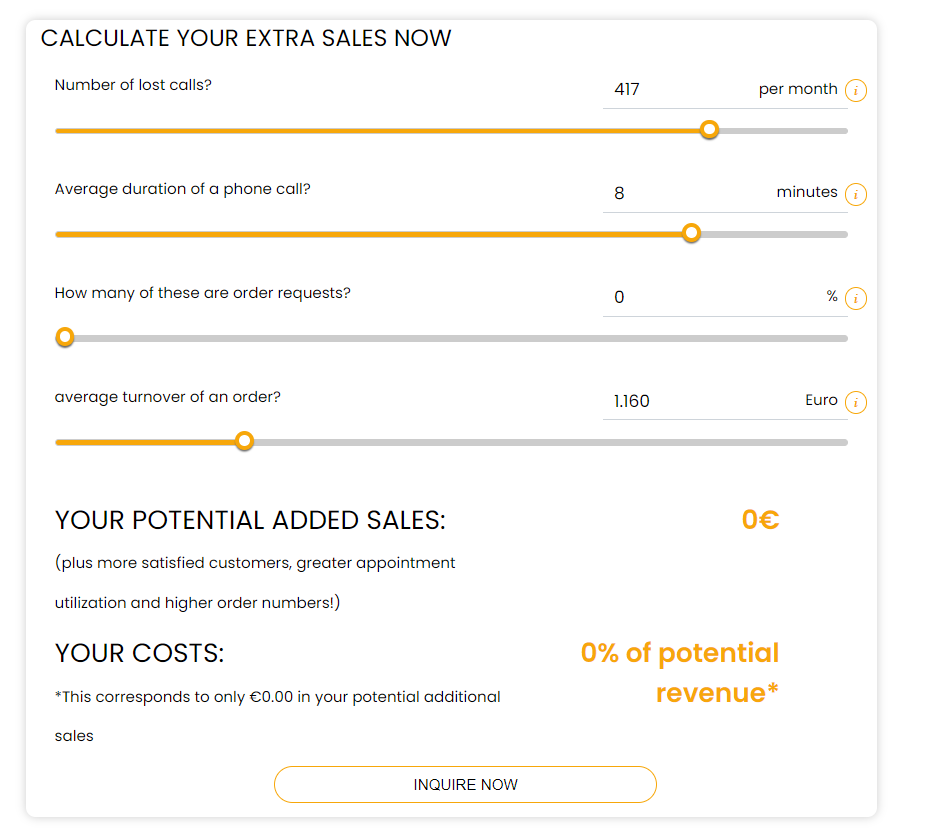 CALCULATE YOUR EXTRA SALES NOW
Number of lost calls?
417 per month i
Average duration of a phone call?
8 minutes i
How many of these are order requests?
0 % i
average turnover of an order?
1.160 Euro i
YOUR POTENTIAL ADDED SALES: 0€
(plus more satisfied customers, greater appointment
utilization and higher order numbers!)
YOUR COSTS: 0% of potential
revenue*
*This corresponds to only €0.00 in your potential additional
sales
INQUIRE NOW